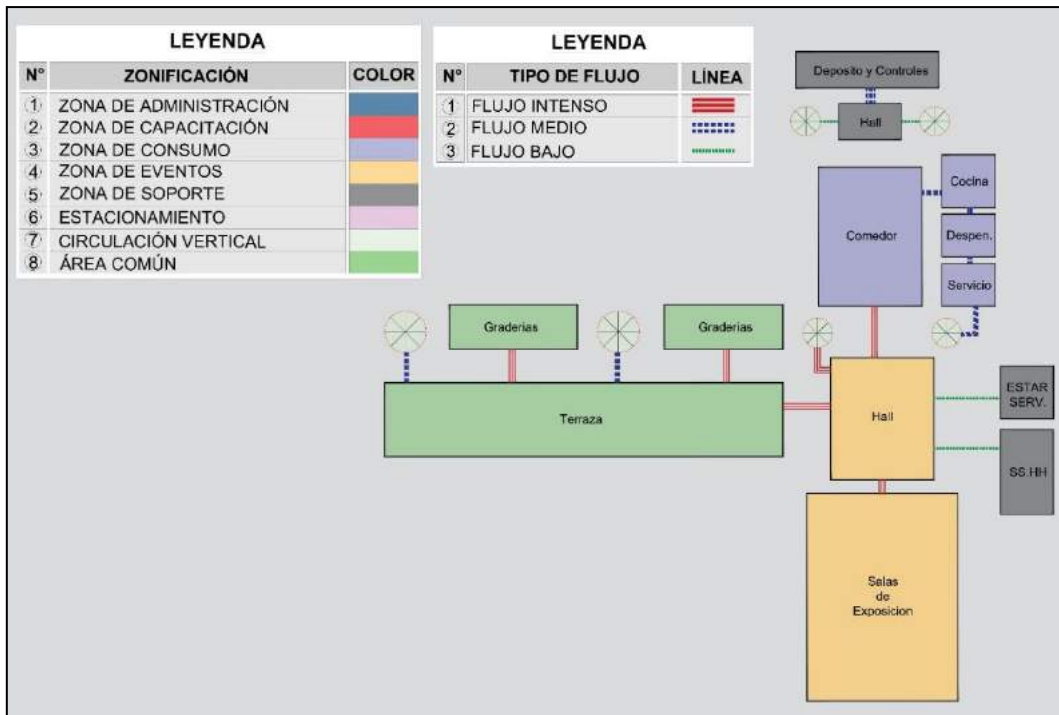 LEYENDA
N° ZONIFICACIÓN COLOR
1 ZONA DE ADMINISTRACIÓN
2 ZONA DE CAPACITACIÓN
3 ZONA DE CONSUMO
4 ZONA DE EVENTOS
5 ZONA DE SOPORTE
6 ESTACIONAMIENTO
7 CIRCULACIÓN VERTICAL
8 ÁREA COMÚN
LEYENDA
N° TIPO DE FLUJO LÍNEA
1 FLUJO INTENSO
2 FLUJO MEDIO
3 FLUJO BAJO
Deposito y Controles
Hall
Comedor
Cocina
Despen.
Servicio
Graderias
Graderias
Terraza
Hall
ESTAR
SERV.
SS.HH
Salas
de
Exposicion